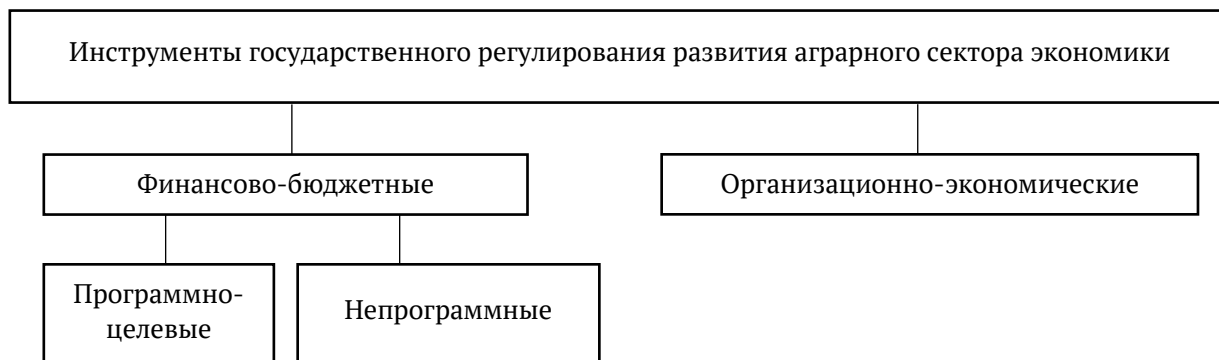 Инструменты государственного регулирования развития аграрного сектора экономики
Финансово-бюджетные
Организационно-экономические
Программно-
целевые
Непрограммные